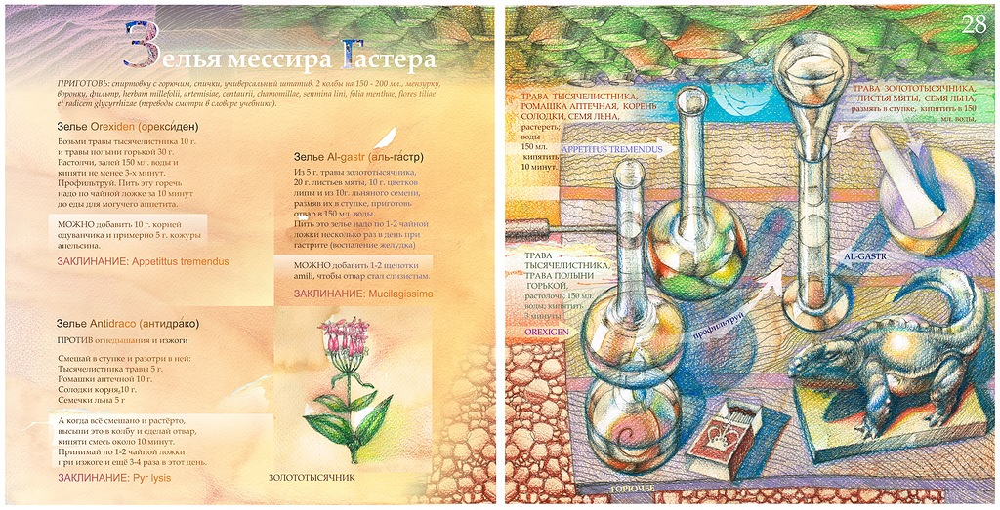 Зелья мессира Гастера
ПРИГОТОВЬ: спиртовку с горючим, спички, универсальный штатив, 2 колбы на 150 - 200 мл., мензурку,
воронку, фильтр, herbam millefolii, artemisiae, centaurii, chamomillae, semina lini, folia menthae, flores tiliae
et radicem glycyrrhizae (переводы смотри в словаре учебника).
Зелье Orexiden (орексиден)
Возьми травы тысячелистника 10 г.
и травы полыни горькой 30 г.
Растолчи, залей 150 мл. воды и
кипяти не менее 3-х минут.
Профильтруй. Пить эту горечь
надо по чайной ложке за 10 минут
до еды для могучего аппетита.
МОЖНО добавить 10 г. корней
одуванчика и примерно 5 г. кожуры
апельсина.
ЗАКЛИНАНИЕ: Appetittus tremendus
Зелье Al-gastr (аль-гастр)
Из 5 г. травы золототысячника,
20 г. листьев мяты, 10 г. цветков
липы и из 10г. льняного семени,
размяв их в ступке, приготовь
отвар в 150 мл. воды.
Пить это зелье надо по 1-2 чайной
ложки несколько раз в день при
гастрите (воспаление желудка)
МОЖНО добавить 1-2 щепотки
amili, чтобы отвар стал слизистым.
ЗАКЛИНАНИЕ: Mucilagissima
Зелье Antidraco (антидрако)
ПРОТИВ огнедышания и изжоги
Смешай в ступке и разотри в ней:
Тысячелистника травы 5 г.
Ромашки аптечной 10 г.
Солодки корня 10 г.
Семечки льна 5 г
А когда всё смешано и растёрто,
высыпи это в колбу и сделай отвар,
кипяти смесь около 10 минут.
Принимай по 1-2 чайной ложки
при изжоге и ещё 3-4 раза в этот день.
ЗАКЛИНАНИЕ: Pyr lysis
ЗОЛОТОТЫСЯЧНИК
28
ТРАВА ТЫСЯЧЕЛИСТНИКА,
РОМАШКА АПТЕЧНАЯ, КОРЕНЬ
СОЛОДКИ, СЕМЯ ЛЬНА,
растереть;
воды
150 мл.
кипятить
10 минут.
APPETITUS TREMENDUS
ТРАВА ЗОЛОТОТЫСЯЧНИКА,
ЛИСТЬЯ МЯТЫ, СЕМЯ ЛЬНА,
размять в ступке, кипятить в 150
мл. воды.
AL-GASTR
ТРАВА
ТЫСЯЧЕЛИСТНИКА,
ТРАВА ПОЛЫНИ
ГОРЬКОЙ,
растолочь; 150 мл.
воды; кипятить
3 минуты.
OREXIGEN
профильтруй
ГОРЮЧЕЕ